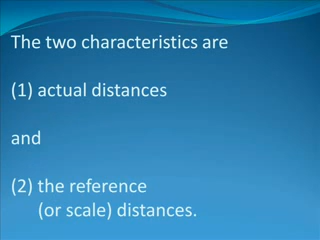 The two characteristics are
(1) actual distances
and
(2) the reference
(or scale) distances.